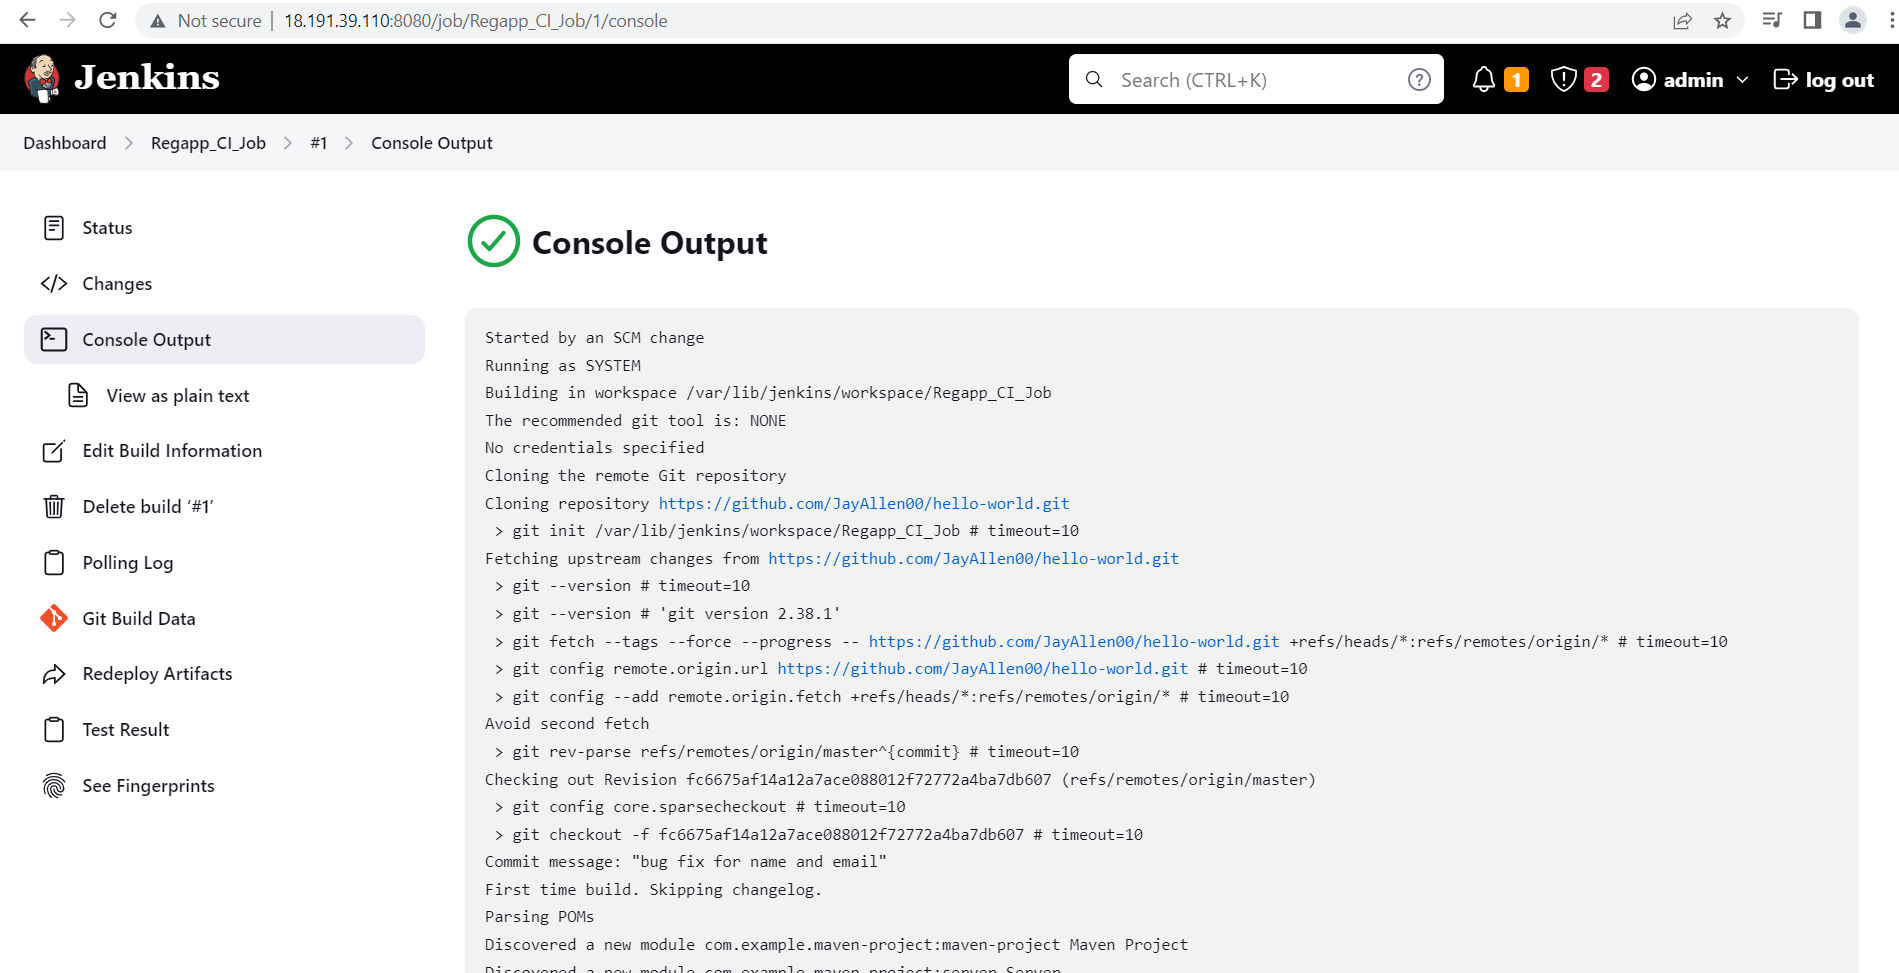 Not secure | 18.191.39.110:8080/job/Regapp_CI_Job/1/console
Jenkins
Search (CTRL+K)
?
1
2
admin
log out
Dashboard
Regapp_CI_Job
#1
Console Output
Status
Changes
Console Output
View as plain text
Edit Build Information
Delete build ‘#1’
Polling Log
Git Build Data
Redeploy Artifacts
Test Result
See Fingerprints
Console Output
Started by an SCM change
Running as SYSTEM
Building in workspace /var/lib/jenkins/workspace/Regapp_CI_Job
The recommended git tool is: NONE
No credentials specified
Cloning the remote Git repository
Cloning repository https://github.com/JayAllen00/hello-world.git
> git init /var/lib/jenkins/workspace/Regapp_CI_Job # timeout=10
Fetching upstream changes from https://github.com/JayAllen00/hello-world.git
> git --version # timeout=10
> git --version # 'git version 2.38.1'
> git fetch --tags --force --progress -- https://github.com/JayAllen00/hello-world.git +refs/heads/*:refs/remotes/origin/* # timeout=10
> git config remote.origin.url https://github.com/JayAllen00/hello-world.git # timeout=10
> git config --add remote.origin.fetch +refs/heads/*:refs/remotes/origin/* # timeout=10
Avoid second fetch
> git rev-parse refs/remotes/origin/master^{commit} # timeout=10
Checking out Revision fc6675af14a12a7ace088012f72772a4ba7db607 (refs/remotes/origin/master)
> git config core.sparsecheckout # timeout=10
> git checkout -f fc6675af14a12a7ace088012f72772a4ba7db607 # timeout=10
Commit message: "bug fix for name and email"
First time build. Skipping changelog.
Parsing POMs
Discovered a new module com.example.maven-project:maven-project Maven Project
Discovered a new module com.example.maven-project:server Server